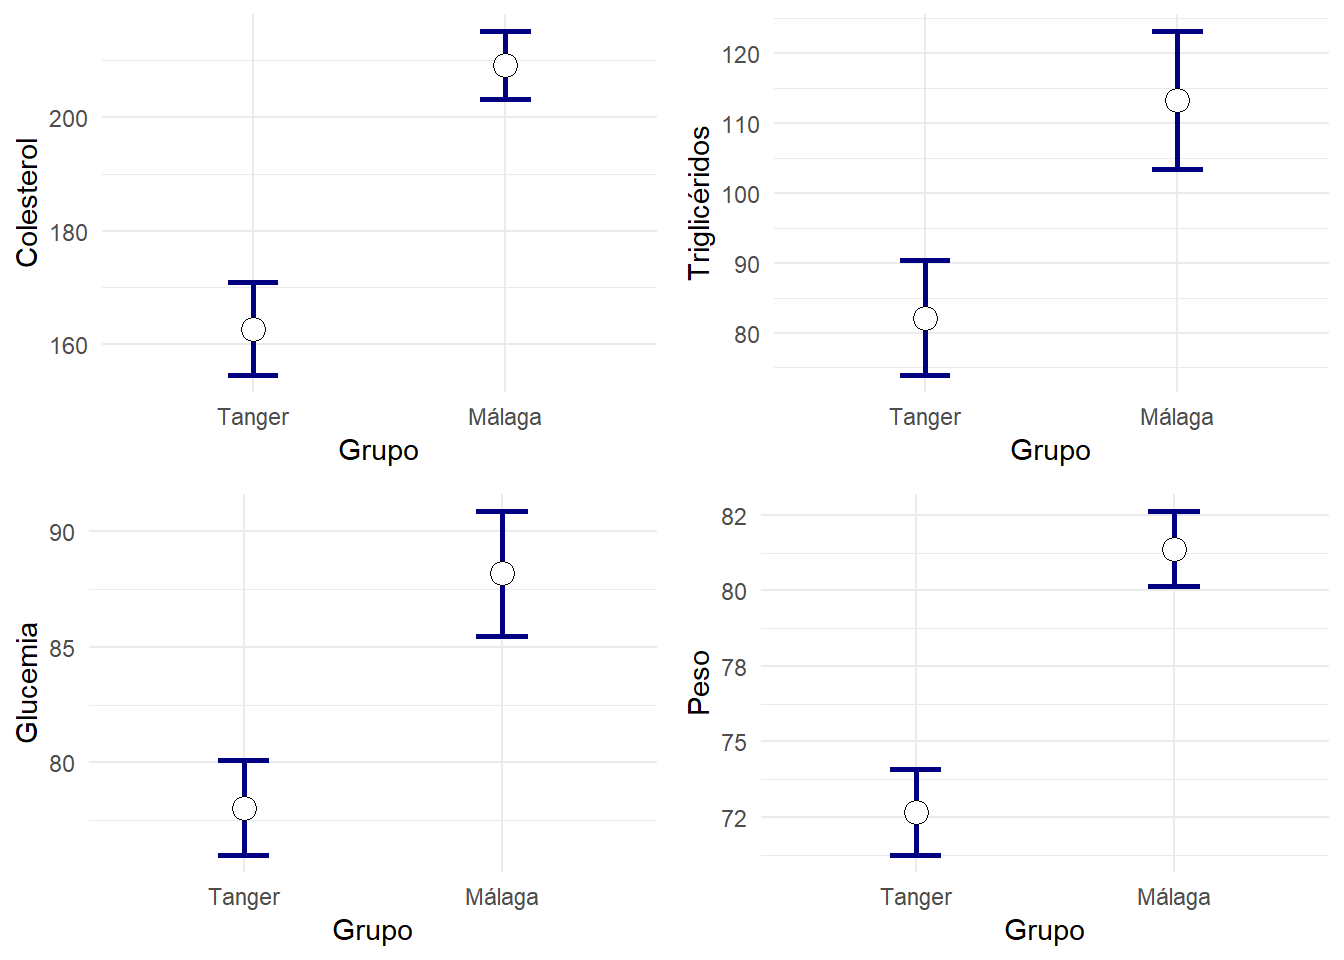 Colesterol
200
180
160
Tanger Málaga
Grupo
Triglicéridos
120
110
100
90
80
Tanger Málaga
Grupo
Glucemia
90
85
80
Tanger Málaga
Grupo
Peso
82
80
78
75
72
Tanger Málaga
Grupo